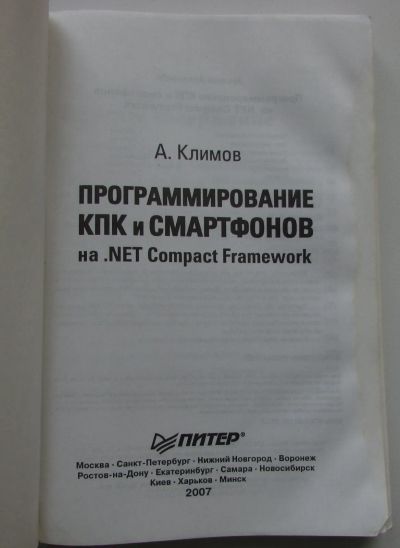 А. Климов
ПРОГРАММИРОВАНИЕ
КПК и СМАРТФОНОВ
на .NET Compact Framework
ПИТЕР®
Москва · Санкт-Петербург · Нижний Новгород · Воронеж
Ростов-на-Дону · Екатеринбург · Самара · Новосибирск
Киев · Харьков · Минск
2007